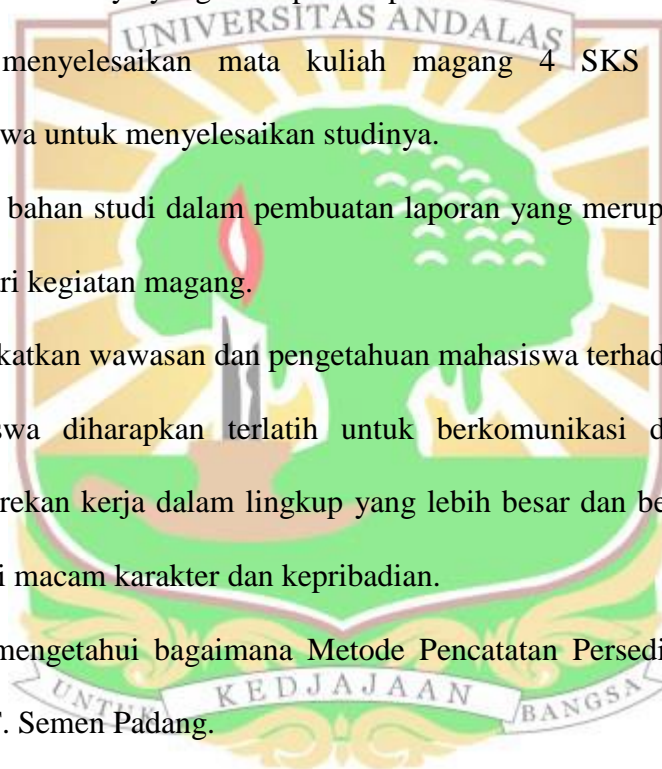 UNIVERSITAS ANDALAS
menyelesaikan mata kuliah magang 4 SKS
wa untuk menyelesaikan studinya.
bahan studi dalam pembuatan laporan yang merup
ri kegiatan magang.
katkan wawasan dan pengetahuan mahasiswa terhad
swa diharapkan terlatih untuk berkomunikasi d
rekan kerja dalam lingkup yang lebih besar dan be
i macam karakter dan kepribadian.
mengetahui bagaimana Metode Pencatatan Persedi
UNTUK KEDJAJAAN BANGSA
. Semen Padang.